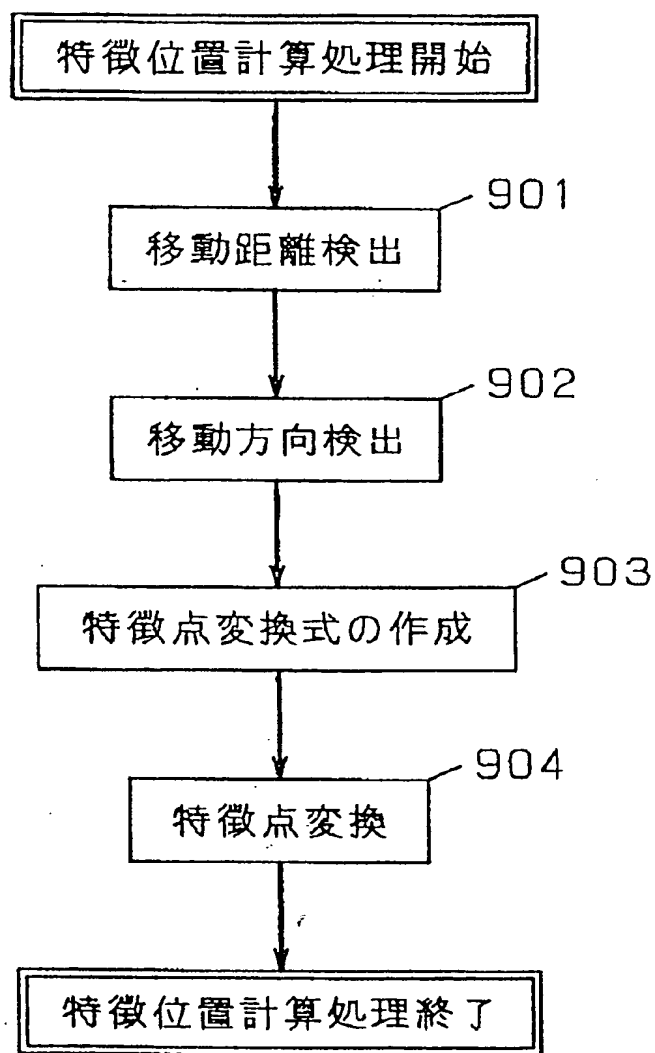 特徴位置計算処理開始
901
移動距離検出
902
移動方向検出
903
特徴点変換式の作成
904
特徴点変換
特徴位置計算処理終了